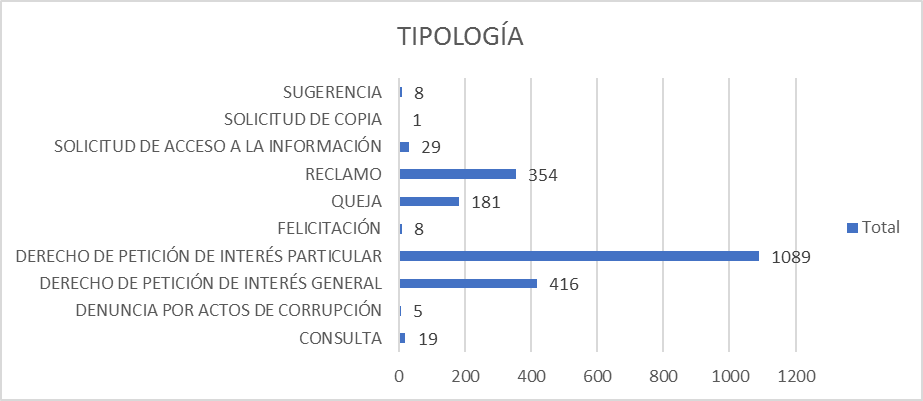 TIPOLOGÍA
SUGERENCIA 8
SOLICITUD DE COPIA 1
SOLICITUD DE ACCESO A LA INFORMACIÓN 29
RECLAMO 354
QUEJA 181
FELICITACIÓN 8
DERECHO DE PETICIÓN DE INTERÉS PARTICULAR 1089
DERECHO DE PETICIÓN DE INTERÉS GENERAL 416
DENUNCIA POR ACTOS DE CORRUPCIÓN 5
CONSULTA 19
0 200 400 600 800 1000 1200
Total